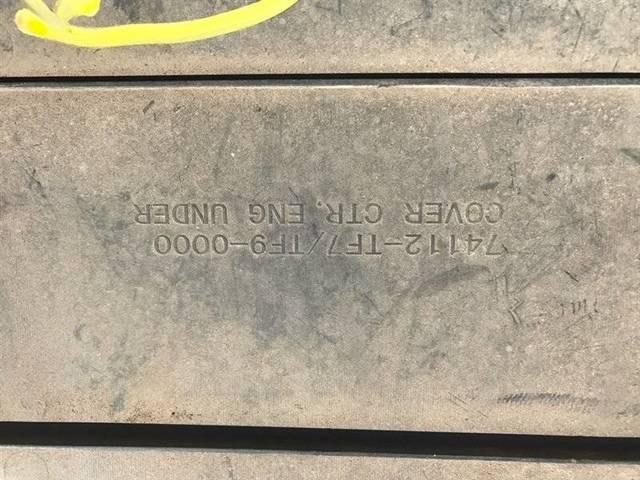 74112-TF7/TF9-0000
COVER CTR, ENG UNDER